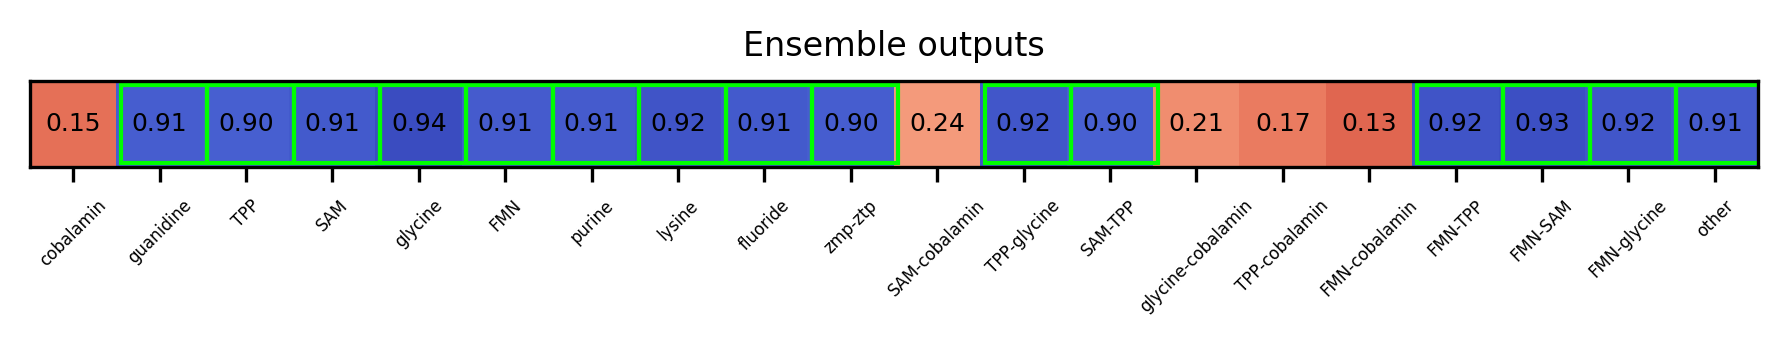 Ensemble outputs
0.15 0.91 0.90 0.91 0.94 0.91 0.91 0.92 0.91 0.90 0.24 0.92 0.90 0.21 0.17 0.13 0.92 0.93 0.92 0.91
cobalamin guanidine TPP SAM glycine FMN purine lysine fluoride zmp-ztp SAM-cobalamin TPP-glycine SAM-TPP glycine-cobalamin TPP-cobalamin FMN-cobalamin FMN-TPP FMN-SAM FMN-glycine other